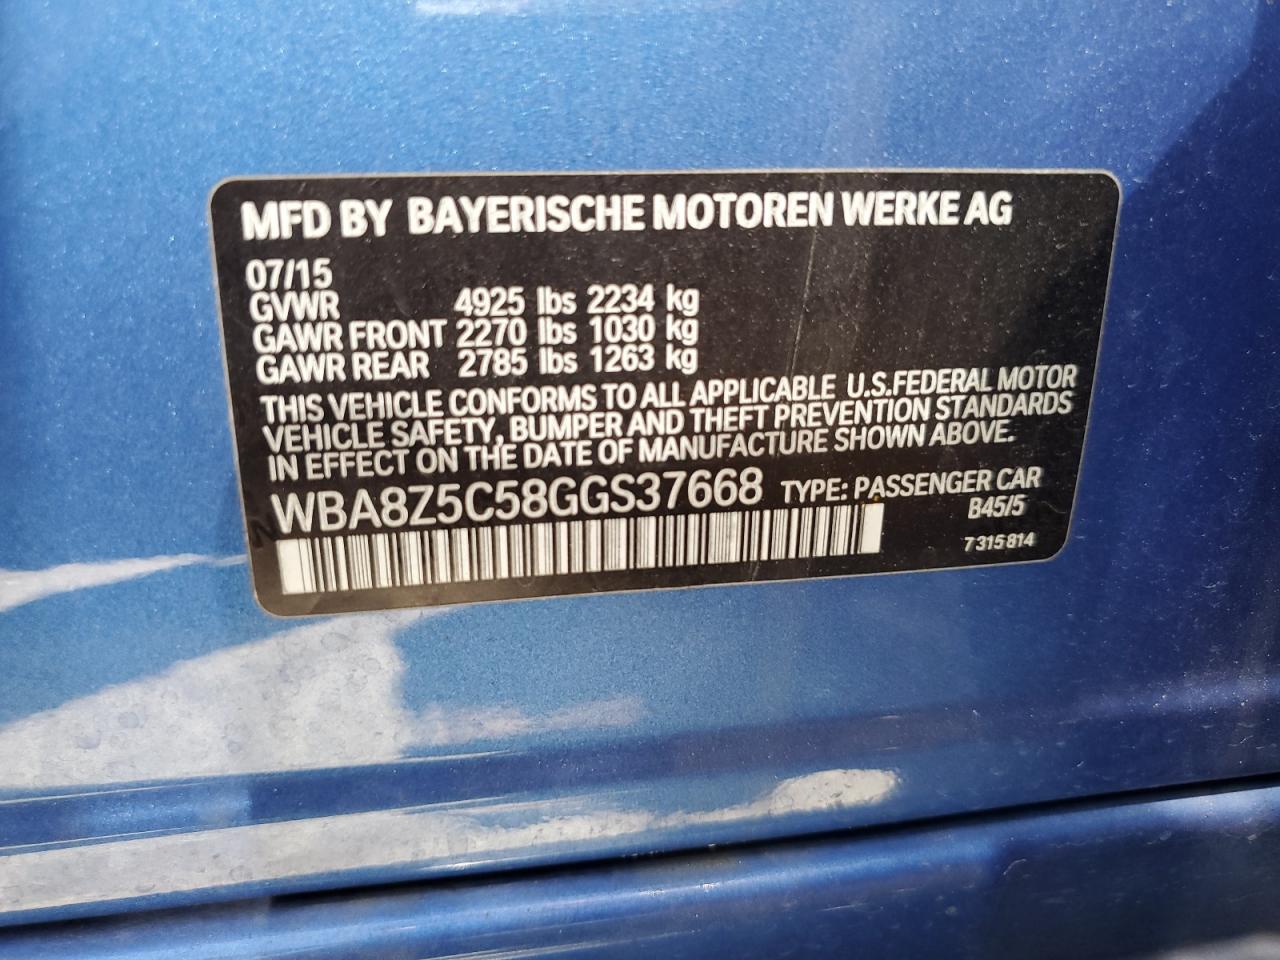 MFD BY BAYERISCHE MOTOREN WERKE AG
07/15
GVWR 4925 lbs 2234 kg
GAWR FRONT 2270 lbs 1030 kg
GAWR REAR 2785 lbs 1263 kg
THIS VEHICLE CONFORMS TO ALL APPLICABLE U.S.FEDERAL MOTOR
VEHICLE SAFETY, BUMPER AND THEFT PREVENTION STANDARDS
IN EFFECT ON THE DATE OF MANUFACTURE SHOWN ABOVE.
WBA8Z5C58GGS37668 TYPE: PASSENGER CAR
B45/5
7 315 814